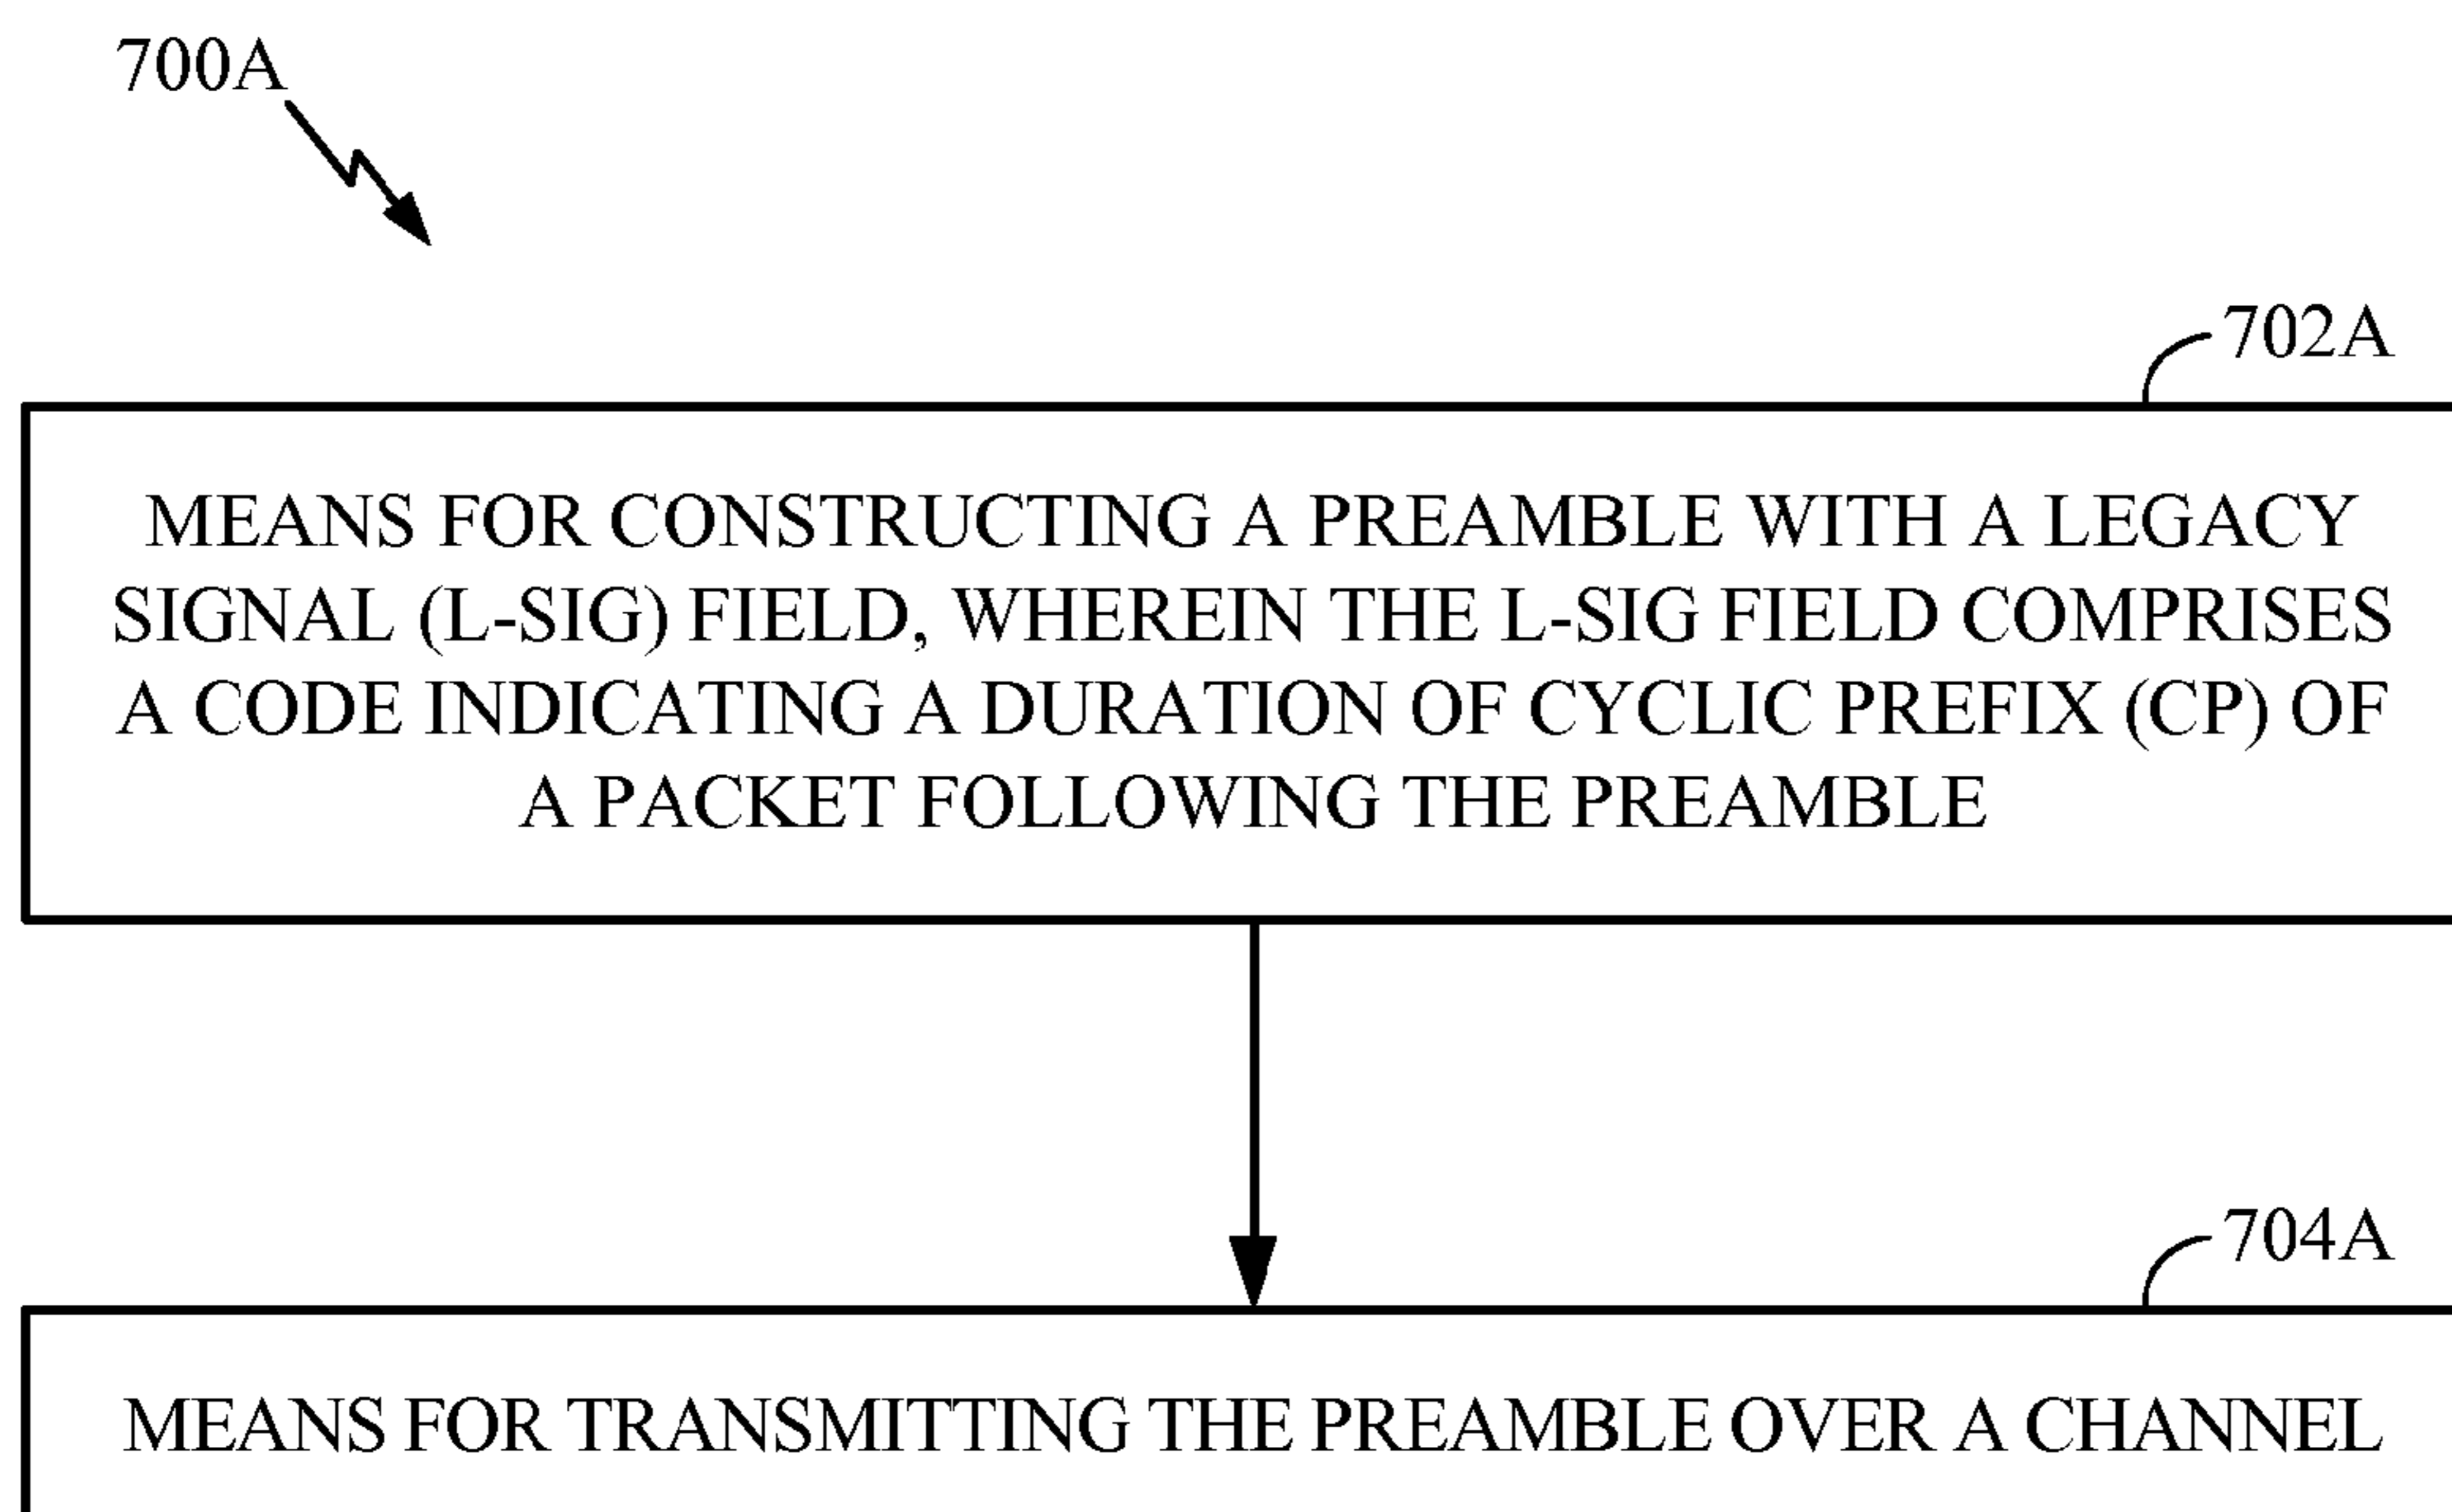 700A
702A
MEANS FOR CONSTRUCTING A PREAMBLE WITH A LEGACY
SIGNAL (L-SIG) FIELD, WHEREIN THE L-SIG FIELD COMPRISES
A CODE INDICATING A DURATION OF CYCLIC PREFIX (CP) OF
A PACKET FOLLOWING THE PREAMBLE
704A
MEANS FOR TRANSMITTING THE PREAMBLE OVER A CHANNEL